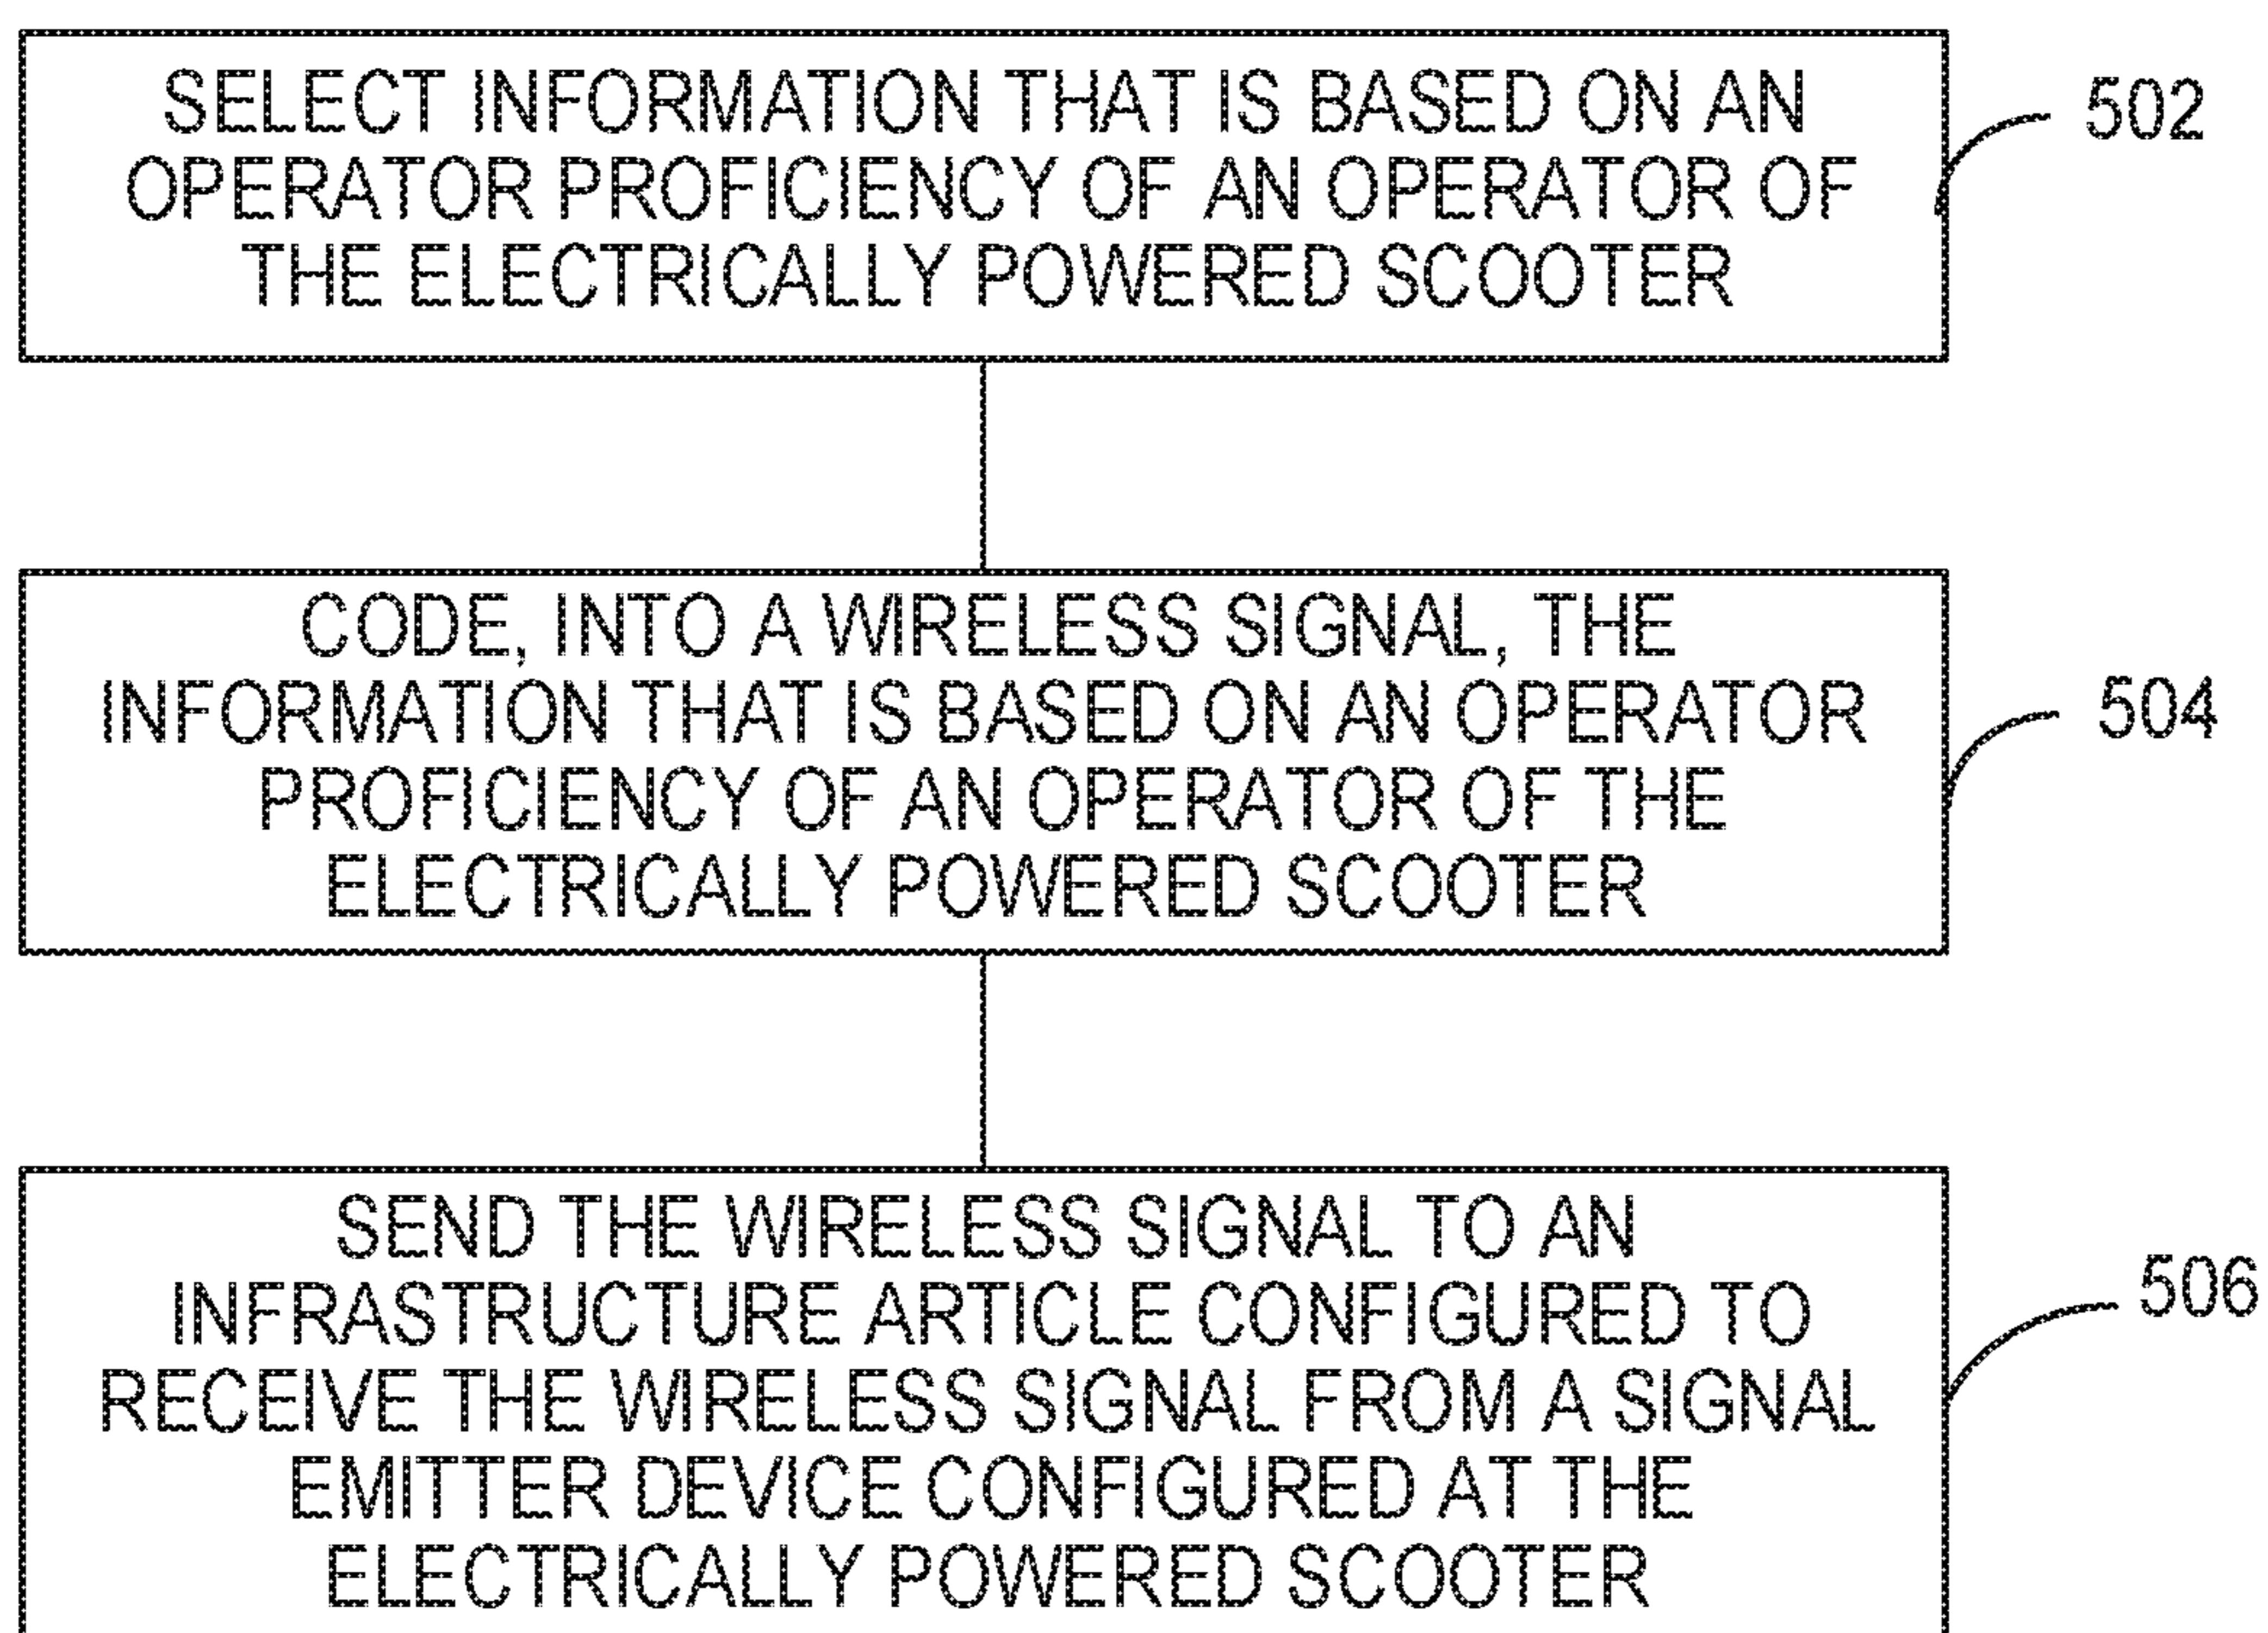 SELECT INFORMATION THAT IS BASED ON AN
OPERATOR PROFICIENCY OF AN OPERATOR OF
THE ELECTRICALLY POWERED SCOOTER
502
CODE, INTO A WIRELESS SIGNAL, THE
INFORMATION THAT IS BASED ON AN OPERATOR
PROFICIENCY OF AN OPERATOR OF THE
ELECTRICALLY POWERED SCOOTER
504
SEND THE WIRELESS SIGNAL TO AN
INFRASTRUCTURE ARTICLE CONFIGURED TO
RECEIVE THE WIRELESS SIGNAL FROM A SIGNAL
EMITTER DEVICE CONFIGURED AT THE
ELECTRICALLY POWERED SCOOTER
506